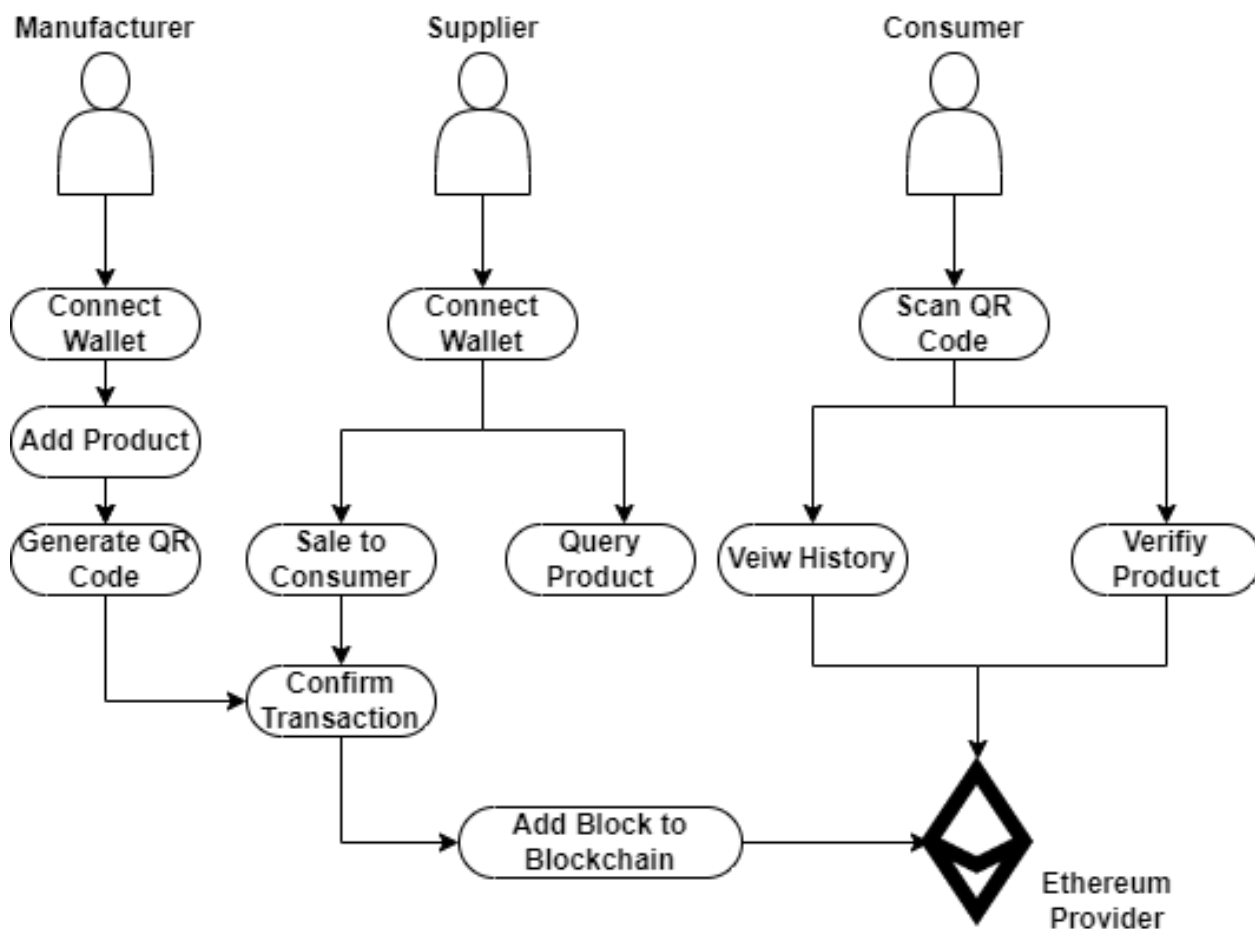 Manufacturer
Supplier
Consumer
Connect
Wallet
Connect
Wallet
Scan QR
Code
Add Product
Generate QR
Code
Sale to
Consumer
Query
Product
Veiw History
Verifiy
Product
Confirm
Transaction
Add Block to
Blockchain
Ethereum
Provider